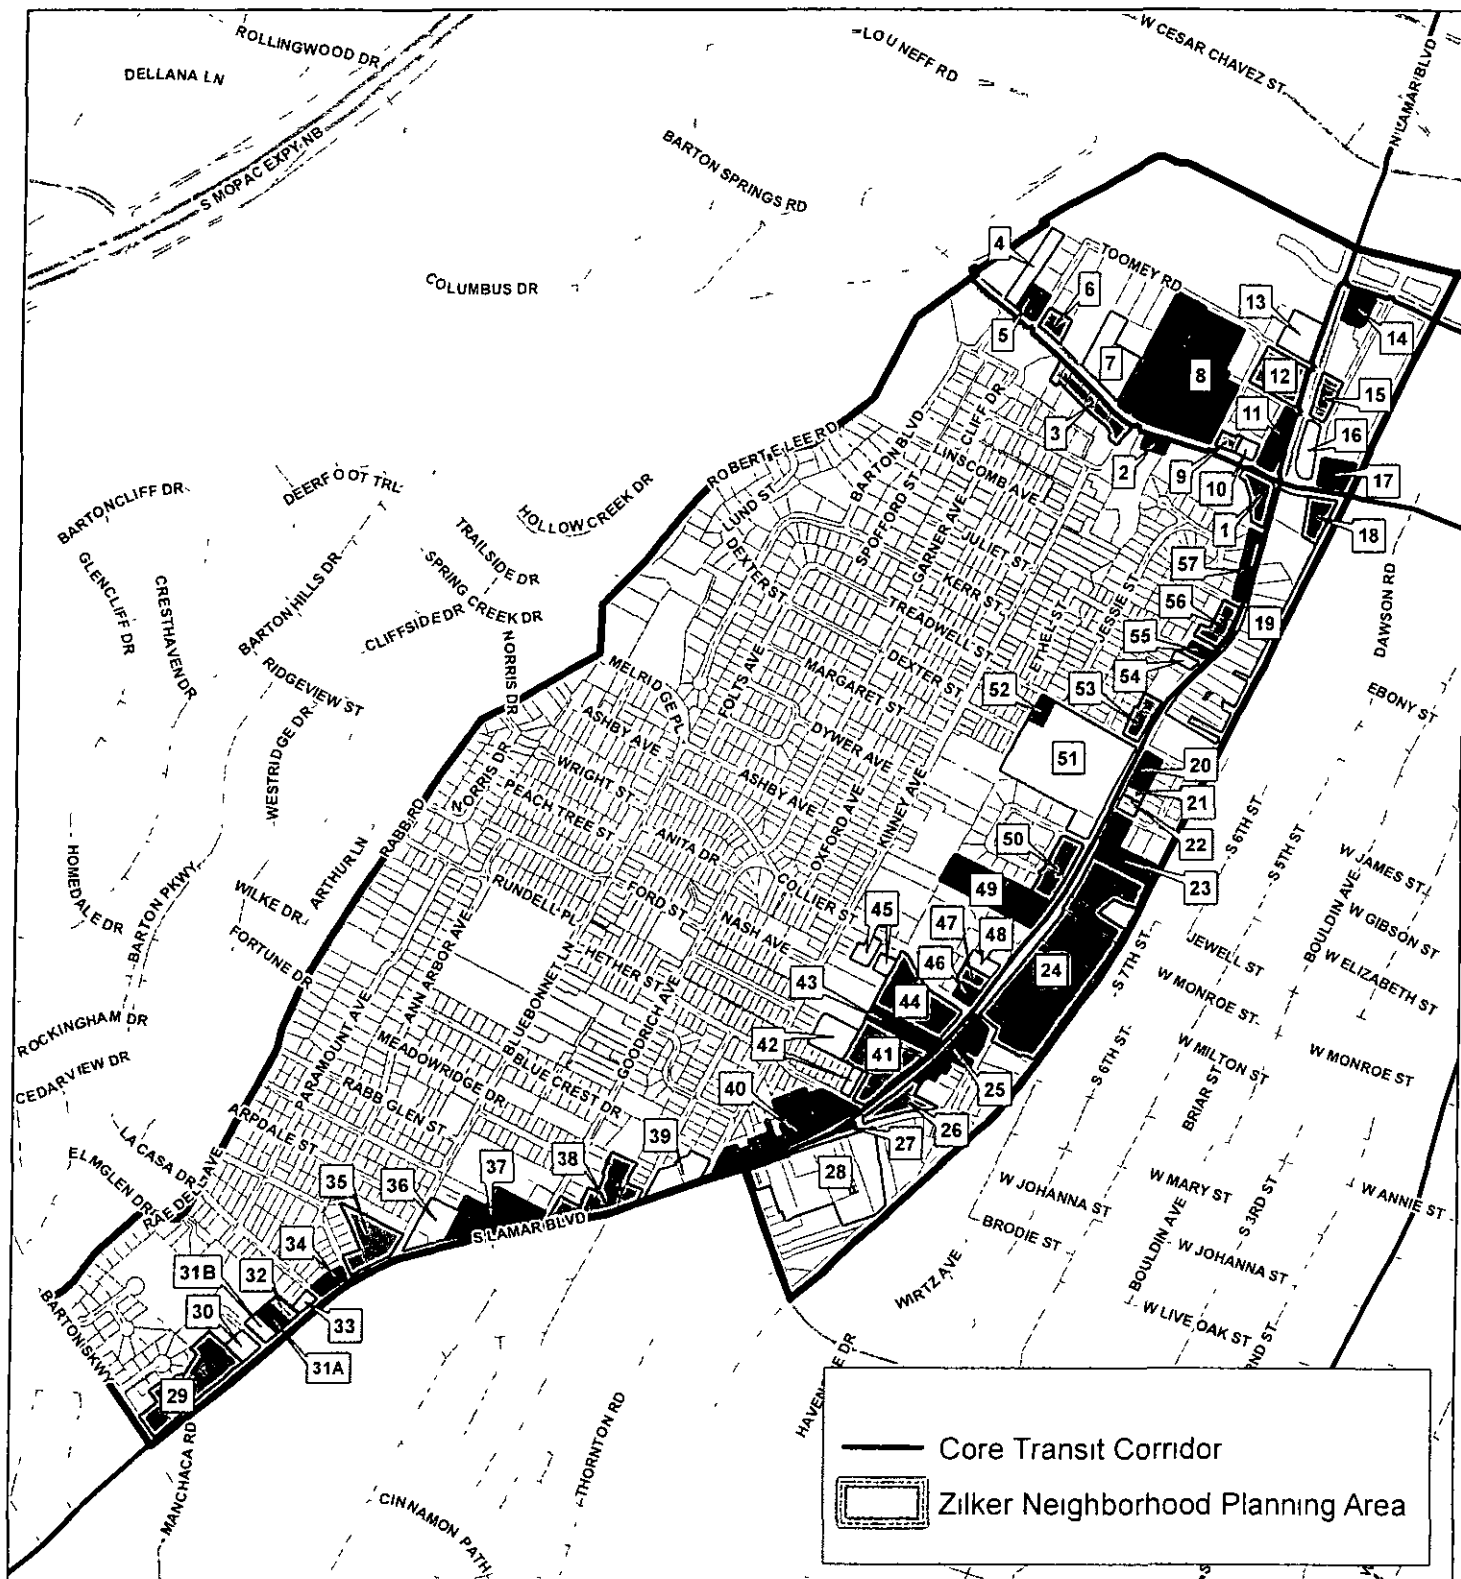 ROLLINGWOOD DR
DELLANA LN
LOU NEFF RD
W CESAR CHAVEZ ST
N LAMAR BLVD
S MOPAC EXPY NB
BARTON SPRINGS RD
COLUMBUS DR
TOOMEY RD
4
6
5
7
8
13
14
12
15
11
16
3
2
9
10
17
1
18
57
56
19
55
54
53
52
51
20
21
22
50
23
49
45
47
48
46
24
43
44
42
41
25
40
26
27
39
28
38
37
36
35
34
31B
32
30
33
31A
29
ROBERT E LEE RD
CLIFF DR
BARTON BLVD
LINSCOMB AVE
LUND ST
SPOFFORD ST
GARNER AVE
JULIET ST
KERR ST
DEXTER ST
TREADWELL ST
ETHEL ST
JESSIE ST
DEXTER ST
MARGARET ST
FOLTS AVE
MELRIDGE PL
DYWER AVE
ASHBY AVE
ASHBY AVE
WRIGHT ST
PEACH TREE ST
ANITA DR
OXFORD AVE
KINNEY AVE
COLLIER ST
NORRIS DR
NORRIS DR
RABB RD
RUNDELL PL
FORD ST
NASH AVE
HETHER ST
ANN ARBOR AVE
BLUEBONNET LN
GOODRICH AVE
PARAMOUNT AVE
MEADOWRIDGE DR
BLUE CREST DR
RABB GLEN ST
ARPDALE ST
LA CASA DR
ELMGLEN DR
RAE DELL AVE
S LAMAR BLVD
BARTON SKWY
MANCHACA RD
HOLLOW CREEK DR
DEERFOOT TRL
BARTONCLIFF DR
TRAILSIDE DR
GLENCLIFF DR
CRESTHAVEN DR
BARTON HILLS DR
SPRING CREEK DR
CLIFFSIDE DR
RIDGEVIEW ST
WESTRIDGE DR
HOMEDALE DR
BARTON PKWY
WILKE DR
ARTHUR LN
FORTUNE DR
ROCKINGHAM DR
CEDARVIEW DR
DAWSON RD
EBONY ST
S 6TH ST
S 5TH ST
W JAMES ST
BOULDIN AVE
W GIBSON ST
S 7TH ST
JEWELL ST
W ELIZABETH ST
W MONROE ST
W MONROE ST
S 6TH ST
W MILTON ST
BRIAR ST
W JOHANNA ST
W MARY ST
W ANNIE ST
BRODIE ST
BOULDIN AVE
S 3RD ST
W JOHANNA ST
WIRTZ AVE
W LIVE OAK ST
THORNTON RD
CINNAMON PATH
Core Transit Corridor
Zilker Neighborhood Planning Area